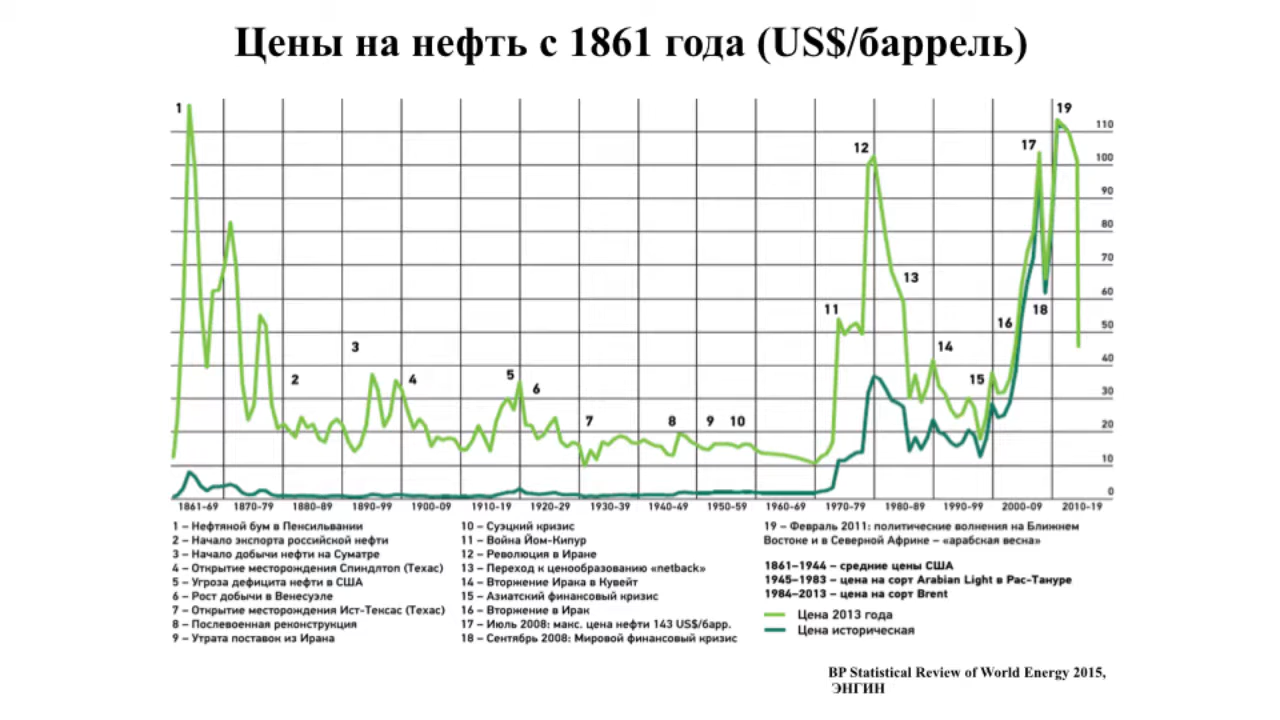 Цены на нефть с 1861 года (US$/баррель)
1
2
3
4
5
6
7
8
9
10
11
12
13
14
15
16
17
18
19
110
100
90
80
70
60
50
40
30
20
10
0
1861–69 1870–79 1880–89 1890–99 1900–09 1910–19 1920–29 1930–39 1940–49 1950–59 1960–69 1970–79 1980–89 1990–99 2000–09 2010–19
1 – Нефтяной бум в Пенсильвании
2 – Начало экспорта российской нефти
3 – Начало добычи нефти на Суматре
4 – Открытие месторождения Спиндлтоп (Техас)
5 – Угроза дефицита нефти в США
6 – Рост добычи в Венесуэле
7 – Открытие месторождения Ист-Тексас (Техас)
8 – Послевоенная реконструкция
9 – Утрата поставок из Ирана
10 – Суэцкий кризис
11 – Война Йом-Кипур
12 – Революция в Иране
13 – Переход к ценообразованию «netback»
14 – Вторжение Ирака в Кувейт
15 – Азиатский финансовый кризис
16 – Вторжение в Ирак
17 – Июль 2008: макс. цена нефти 143 US$/барр.
18 – Сентябрь 2008: Мировой финансовый кризис
19 – Февраль 2011: политические волнения на Ближнем
Востоке и в Северной Африке – «арабская весна»
1861–1944 – средние цены США
1945–1983 – цена на сорт Arabian Light в Рас-Тануре
1984–2013 – цена на сорт Brent
Цена 2013 года
Цена историческая
BP Statistical Review of World Energy 2015,
ЭНГИН